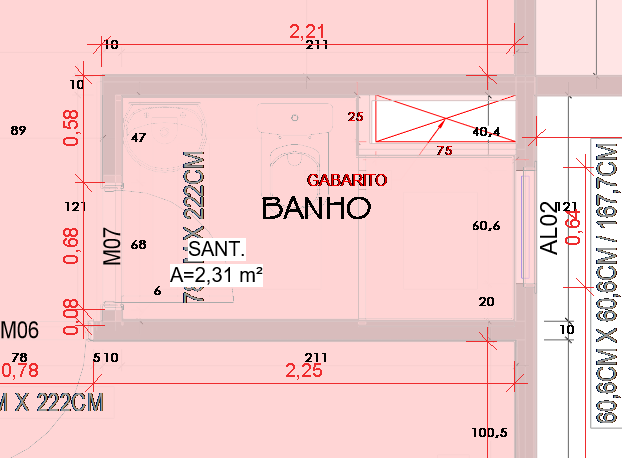 2,21
10
211
10
89
0,58
47
25
40,4
75
GABARITO
BANHO
121
0,68
M07
68
SANT.
A=2,31 m²
X 222CM
6
60,6
20
AL02
121
0,64
60,6CM X 60,6CM / 167,7CM
0,08
M06
10
78
5
10
211
0,78
2,25
M X 222CM
100,5